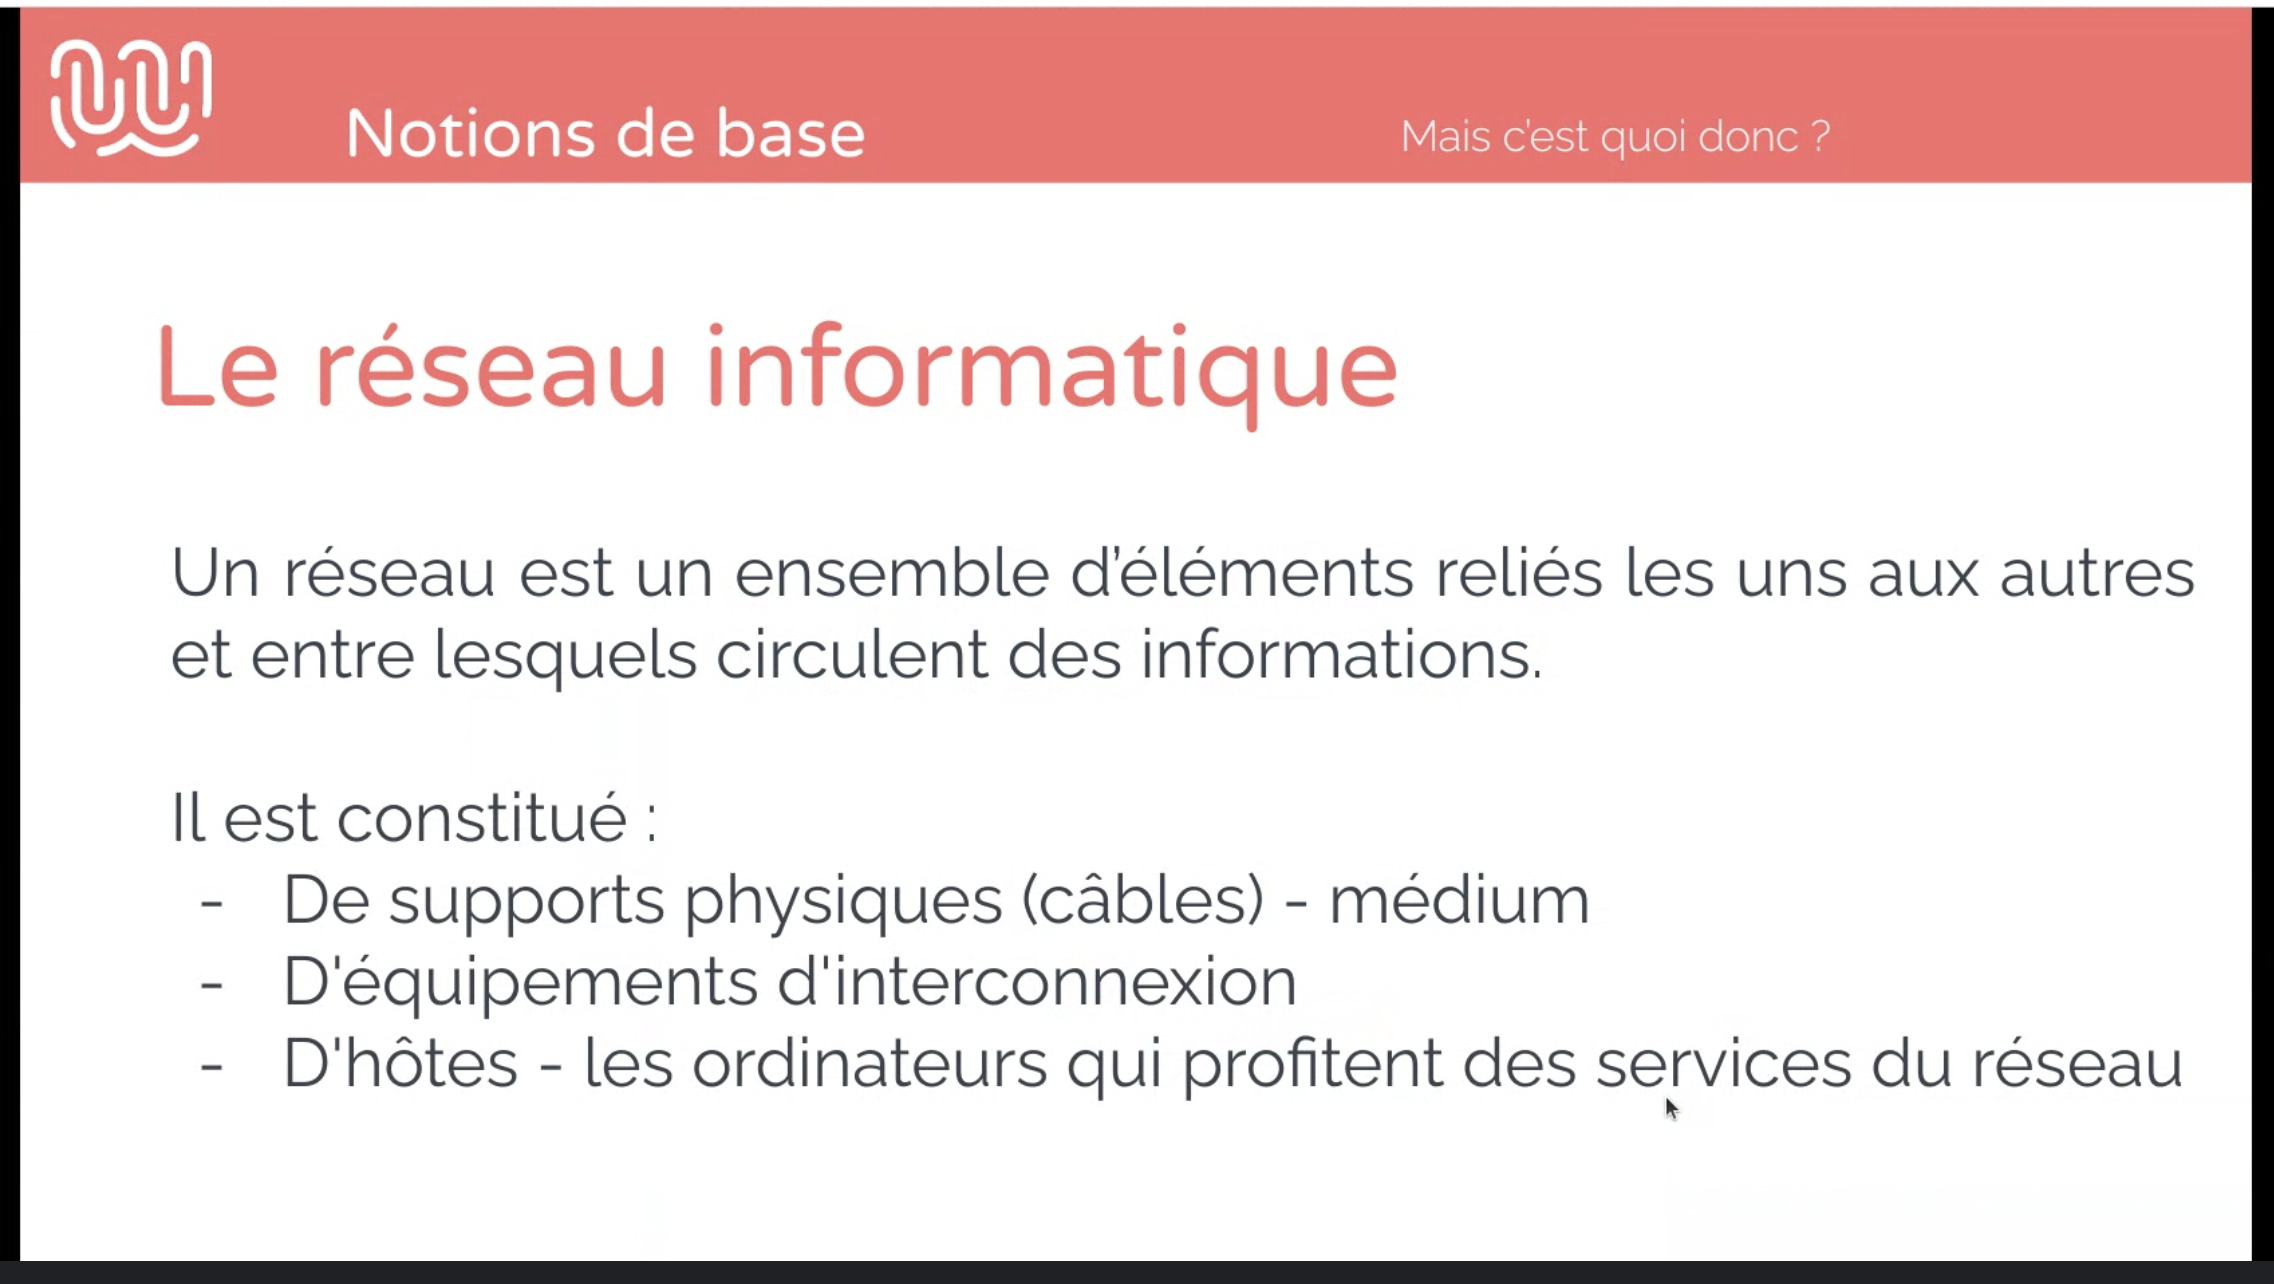 Notions de base
Mais c’est quoi donc ?
Le réseau informatique
Un réseau est un ensemble d’éléments reliés les uns aux autres
et entre lesquels circulent des informations.
Il est constitué :
- De supports physiques (câbles) - médium
- D'équipements d'interconnexion
- D'hôtes - les ordinateurs qui profitent des services du réseau